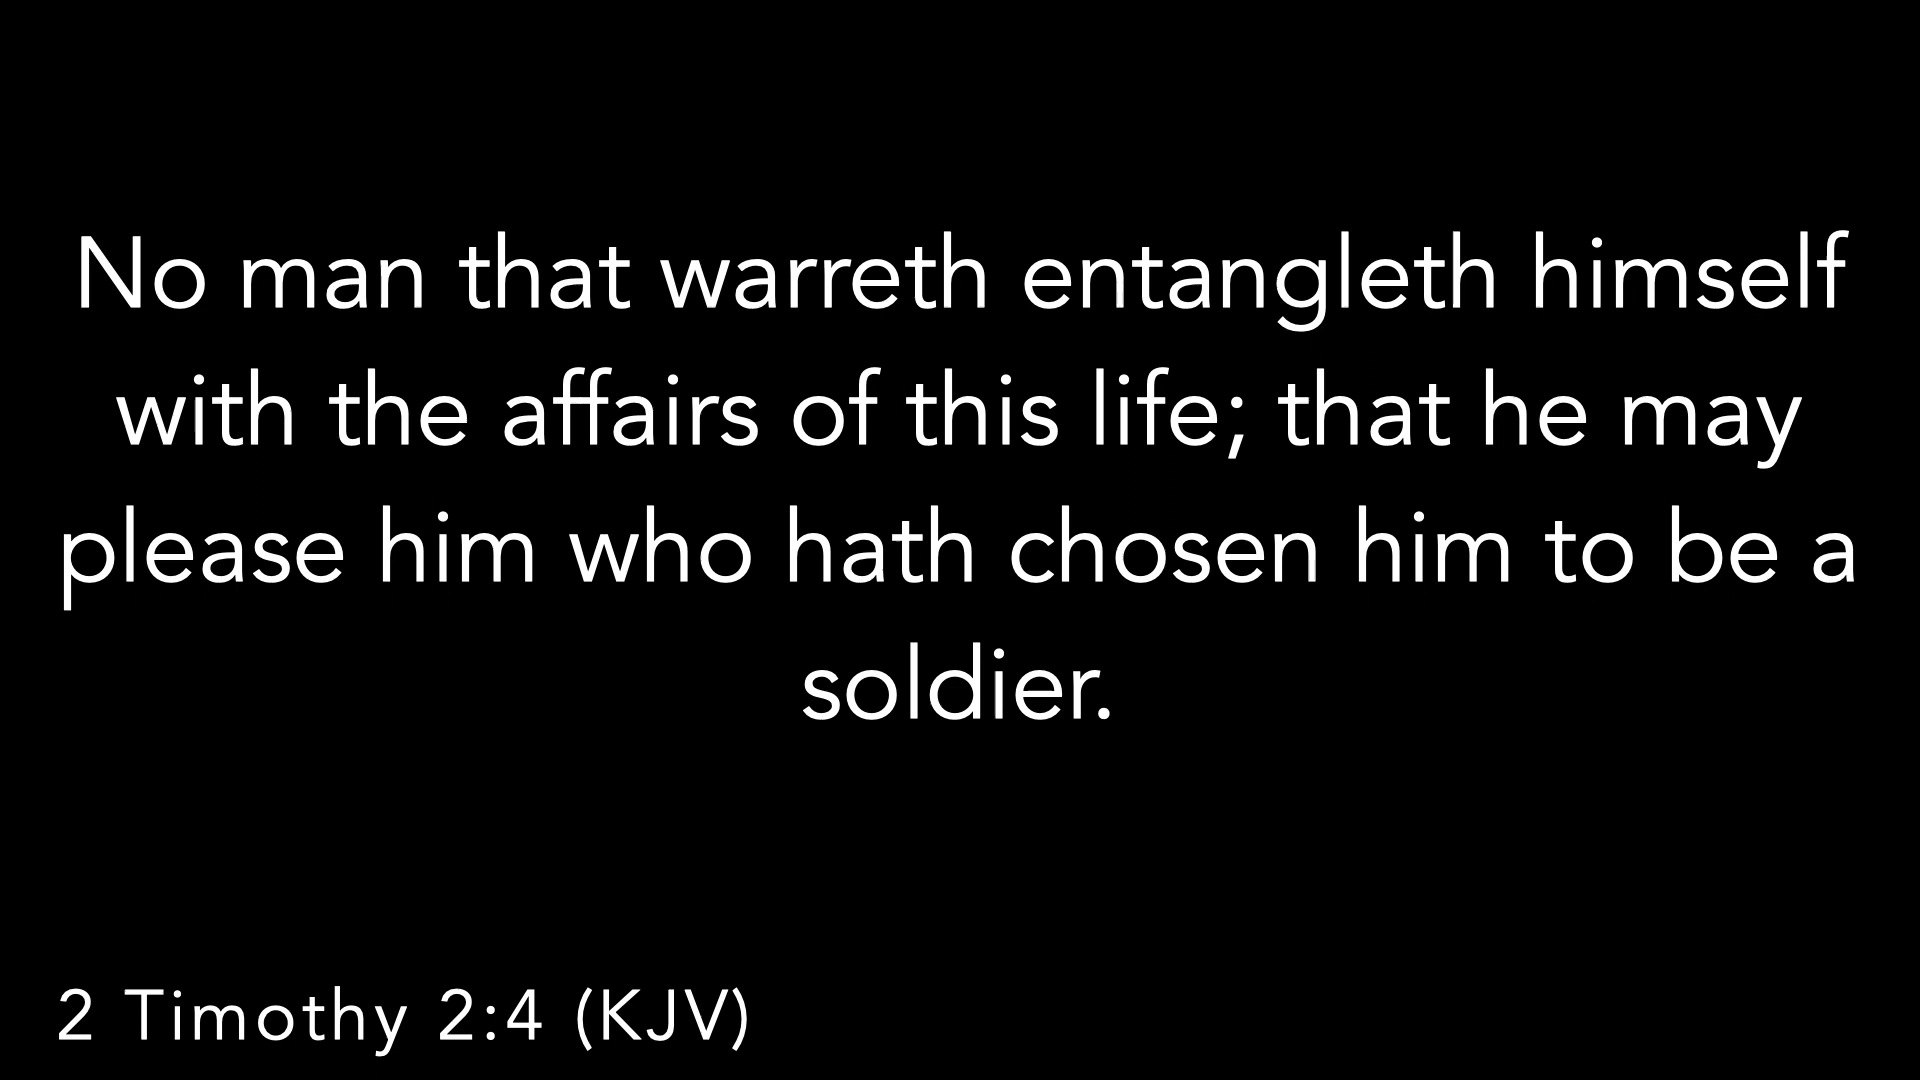 No man that warreth entangleth himself
with the affairs of this life; that he may
please him who hath chosen him to be a
soldier.
2 Timothy 2:4 (KJV)